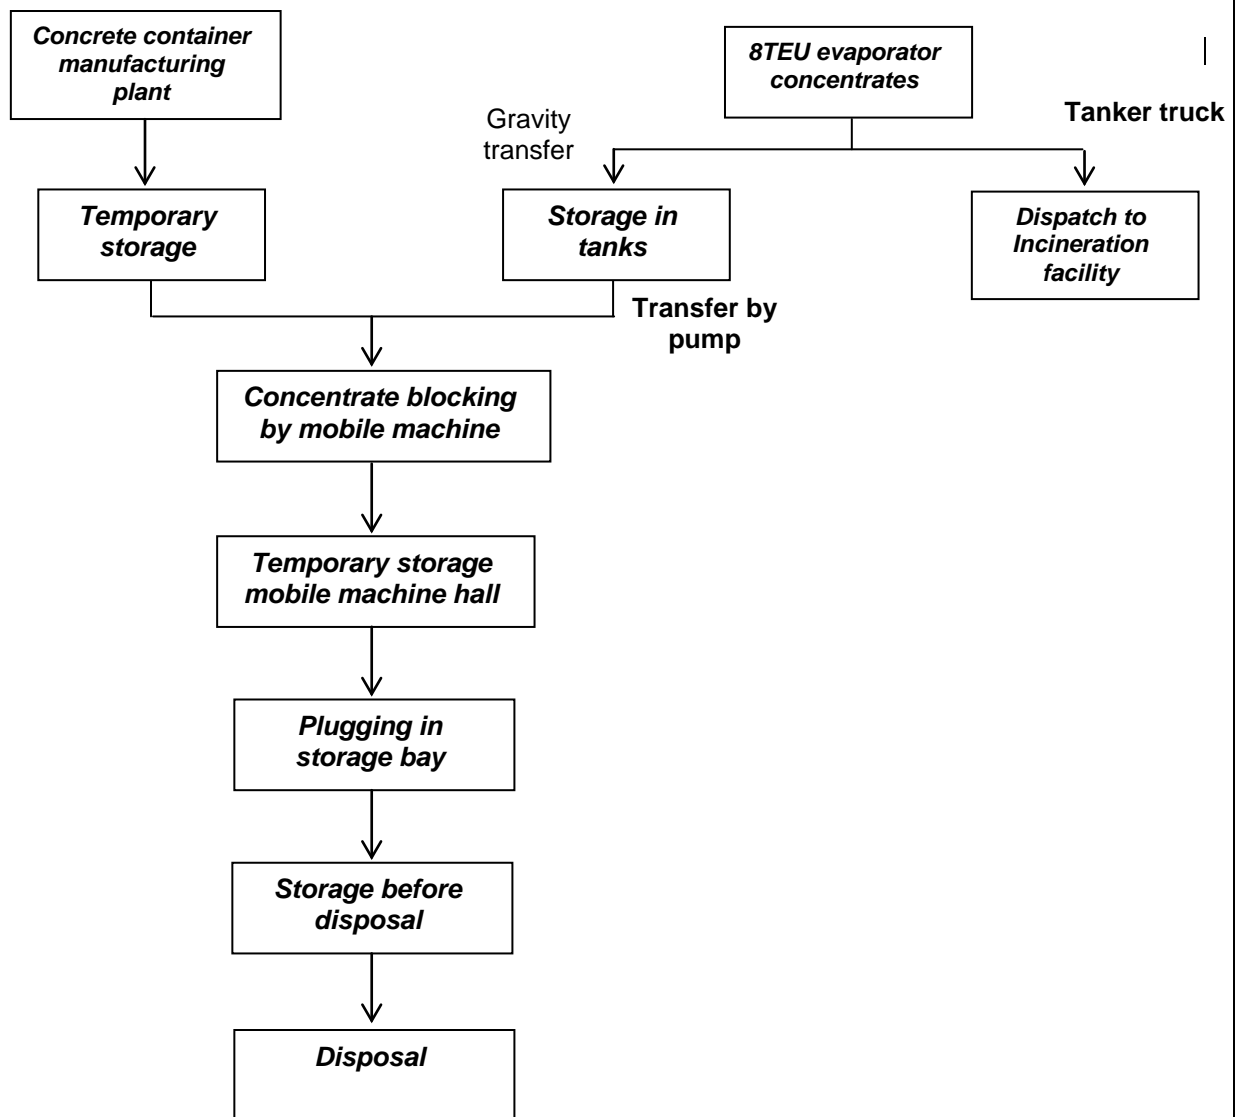 Concrete container
manufacturing
plant
8TEU evaporator
concentrates
Gravity
transfer
Tanker truck
Temporary
storage
Storage in
tanks
Dispatch to
Incineration
facility
Transfer by
pump
Concentrate blocking
by mobile machine
Temporary storage
mobile machine hall
Plugging in
storage bay
Storage before
disposal
Disposal